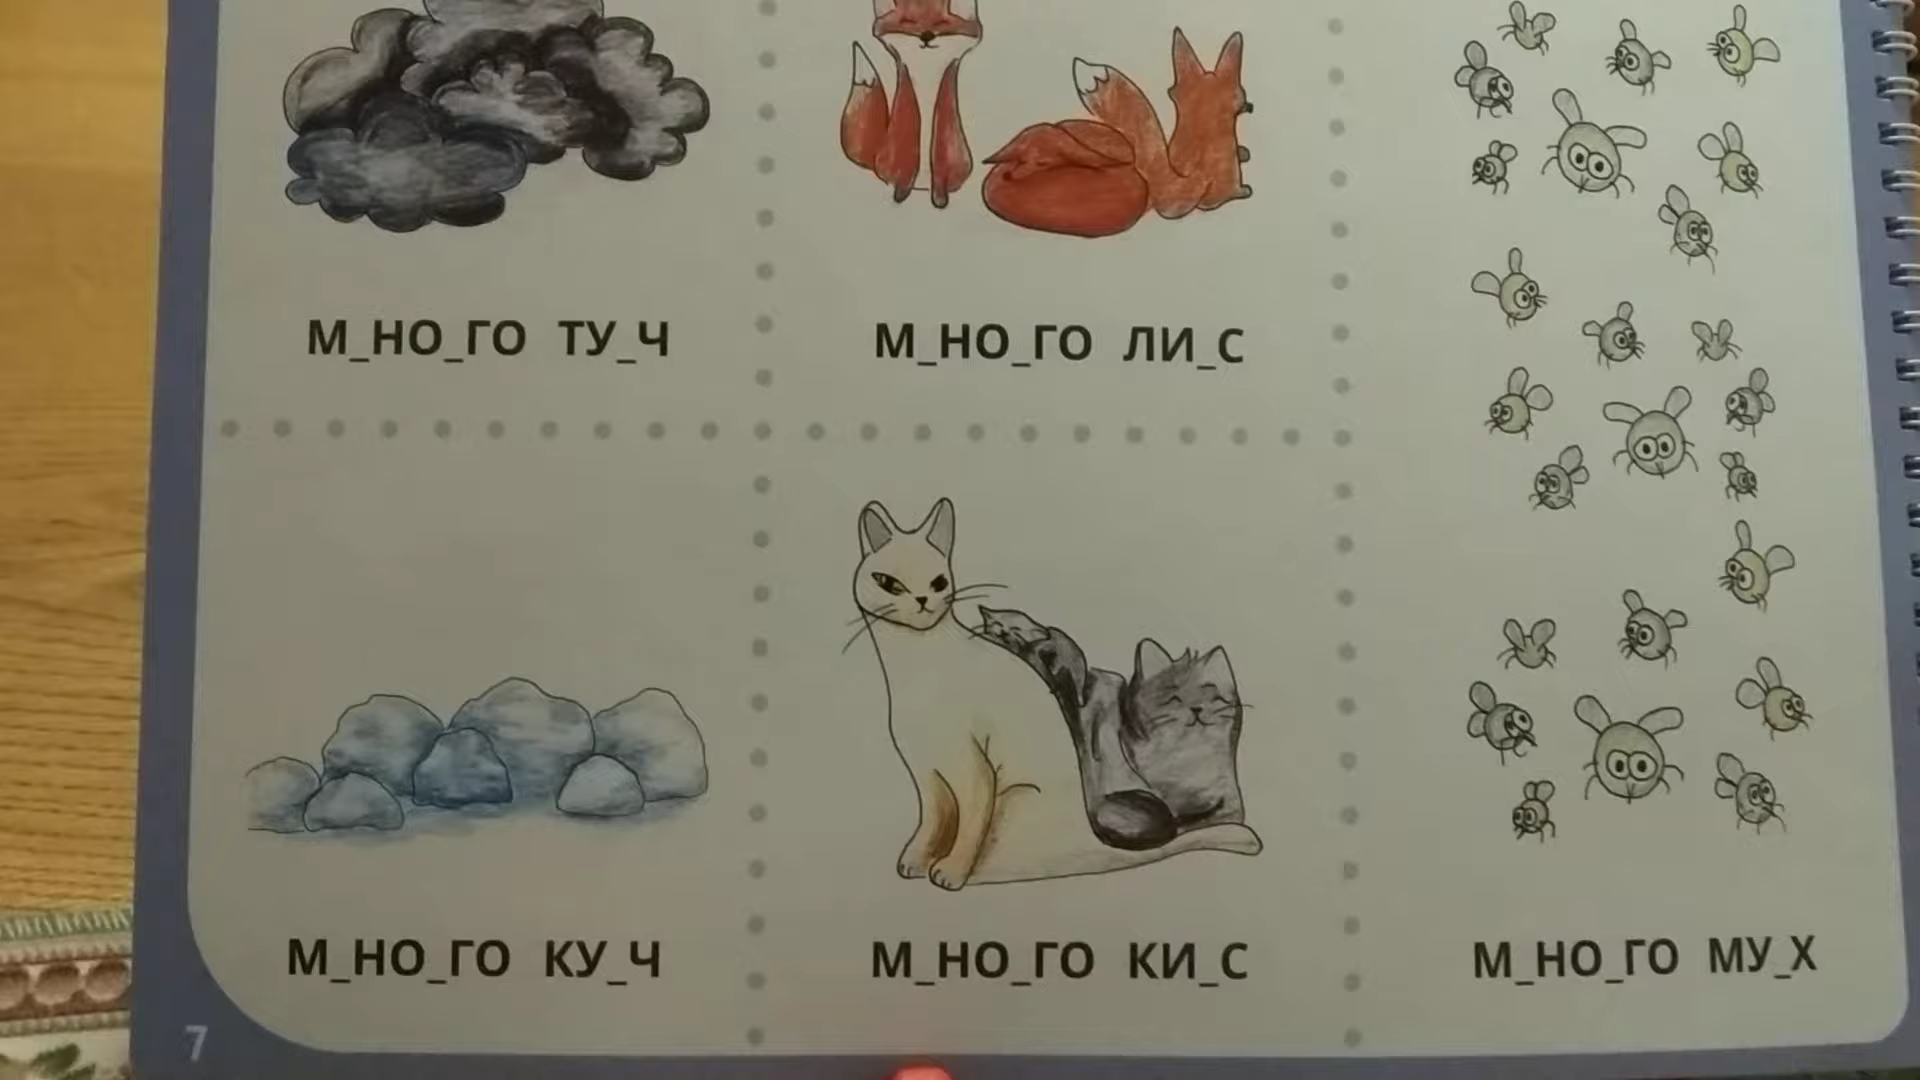 М_НО_ГО ТУ_Ч
М_НО_ГО ЛИ_С
М_НО_ГО КУ_Ч
М_НО_ГО КИ_С
М_НО_ГО МУ_Х
7